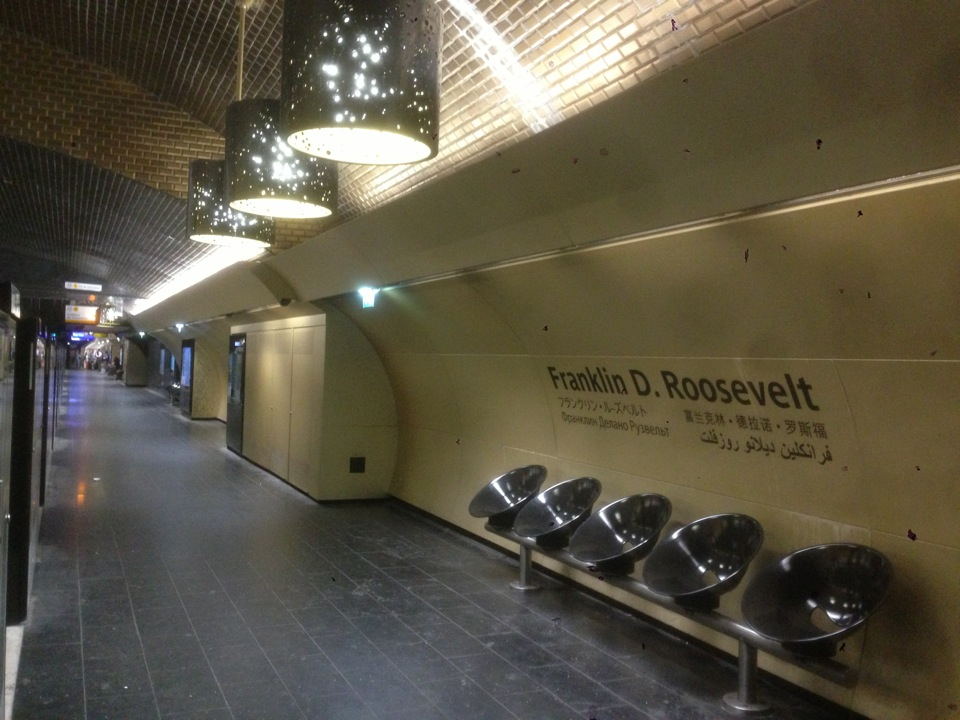 Franklin D. Roosevelt
フランクリン・ルーズベルト
富兰克林・德拉诺・罗斯福
Франклин Делано Рузвельт
فرانكلين ديلانو روزفلت